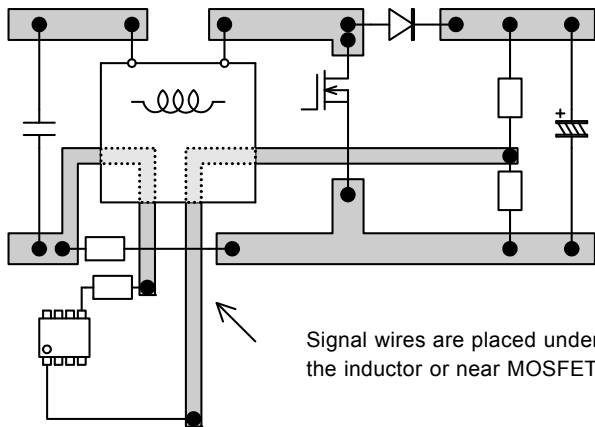 +
Signal wires are placed under
the inductor or near MOSFET